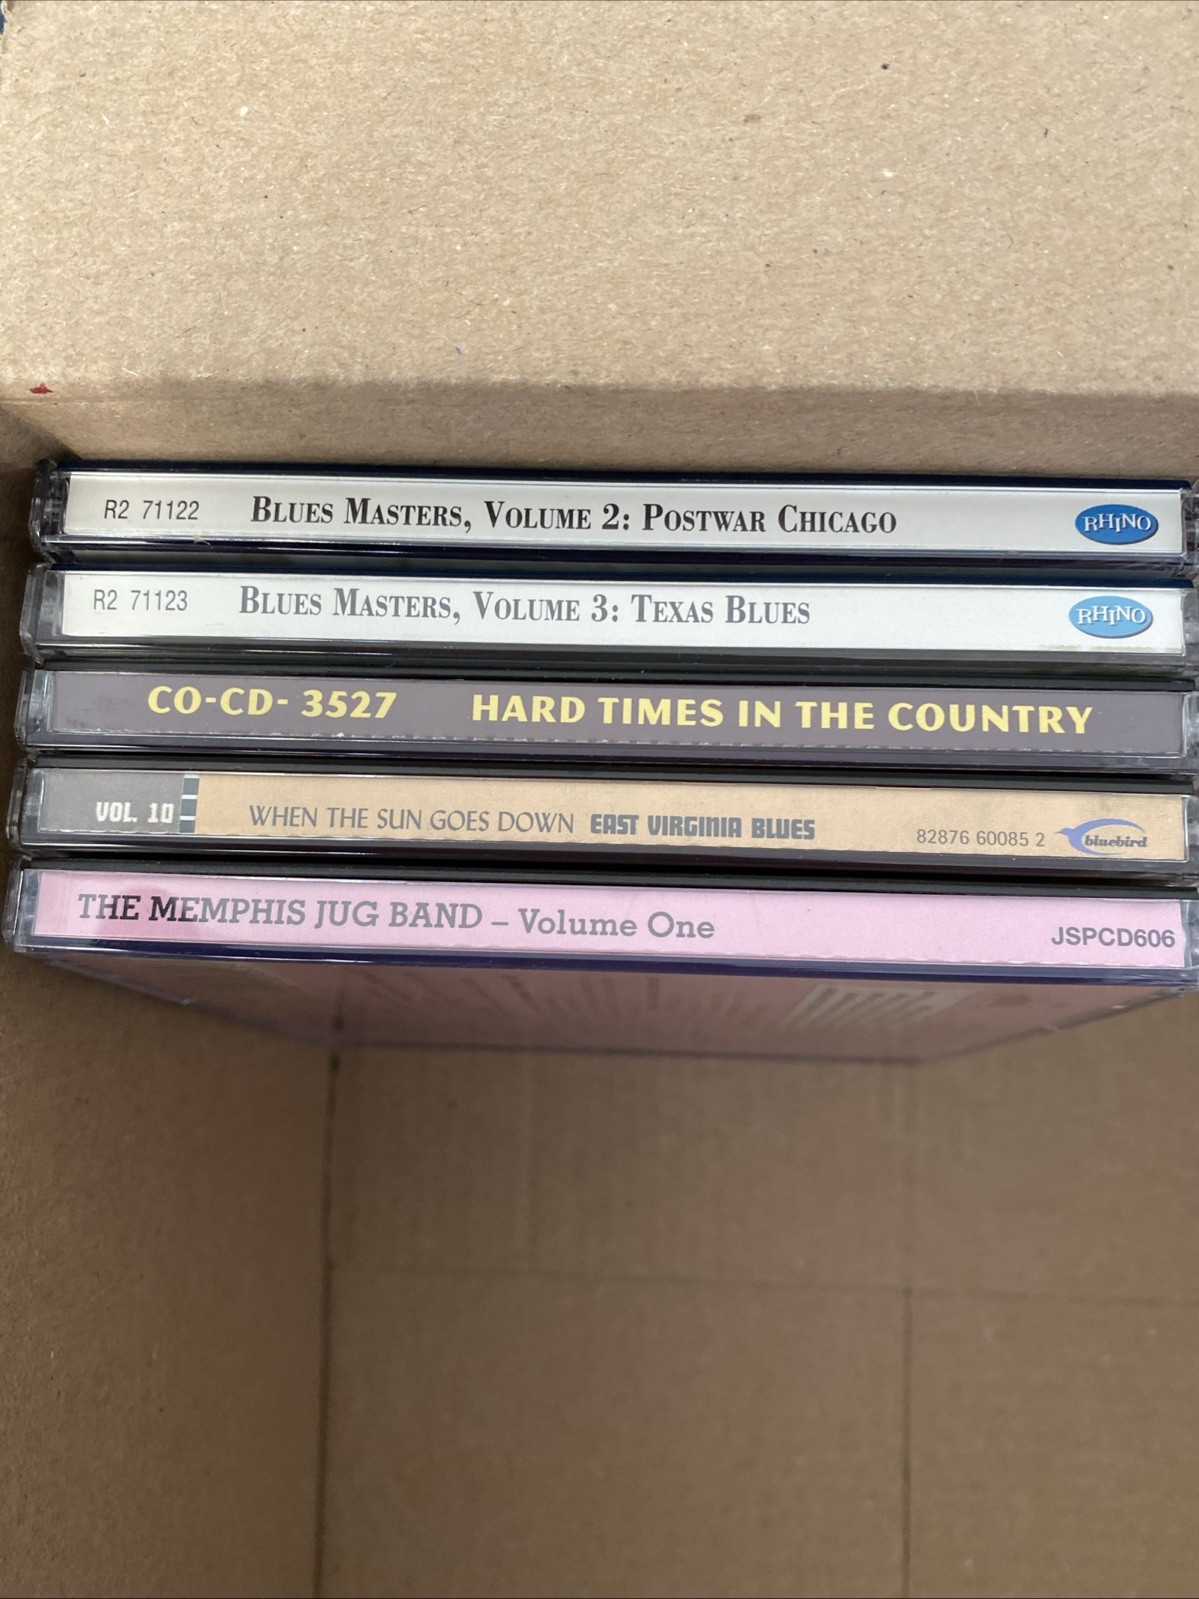 R2 71122 BLUES MASTERS, VOLUME 2: POSTWAR CHICAGO RHINO
R2 71123 BLUES MASTERS, VOLUME 3: TEXAS BLUES RHINO
CO-CD- 3527 HARD TIMES IN THE COUNTRY
VOL. 10 WHEN THE SUN GOES DOWN EAST VIRGINIA BLUES 82876 60085 2 bluebird
THE MEMPHIS JUG BAND – Volume One JSPCD606